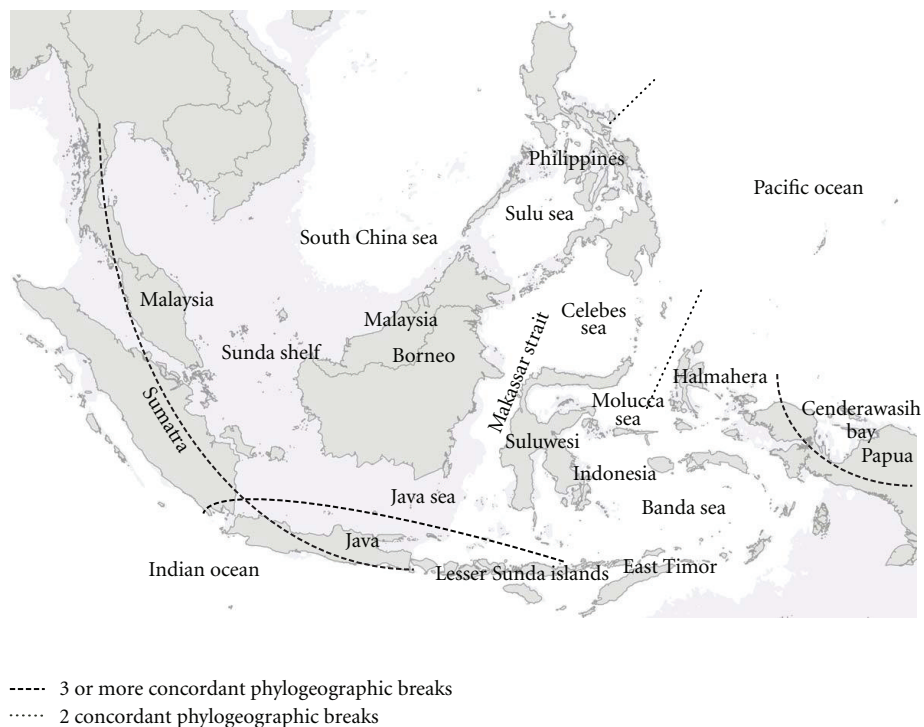 Philippines
Pacific ocean
Sulu sea
South China sea
Malaysia
Celebes
sea
Malaysia
Makassar strait
Sunda shelf
Borneo
Halmahera
Sumatra
Molucca
sea
Cenderawasih
bay
Suluwesi
Papua
Indonesia
Java sea
Banda sea
Java
Indian ocean
Lesser Sunda islands
East Timor
3 or more concordant phylogeographic breaks
2 concordant phylogeographic breaks